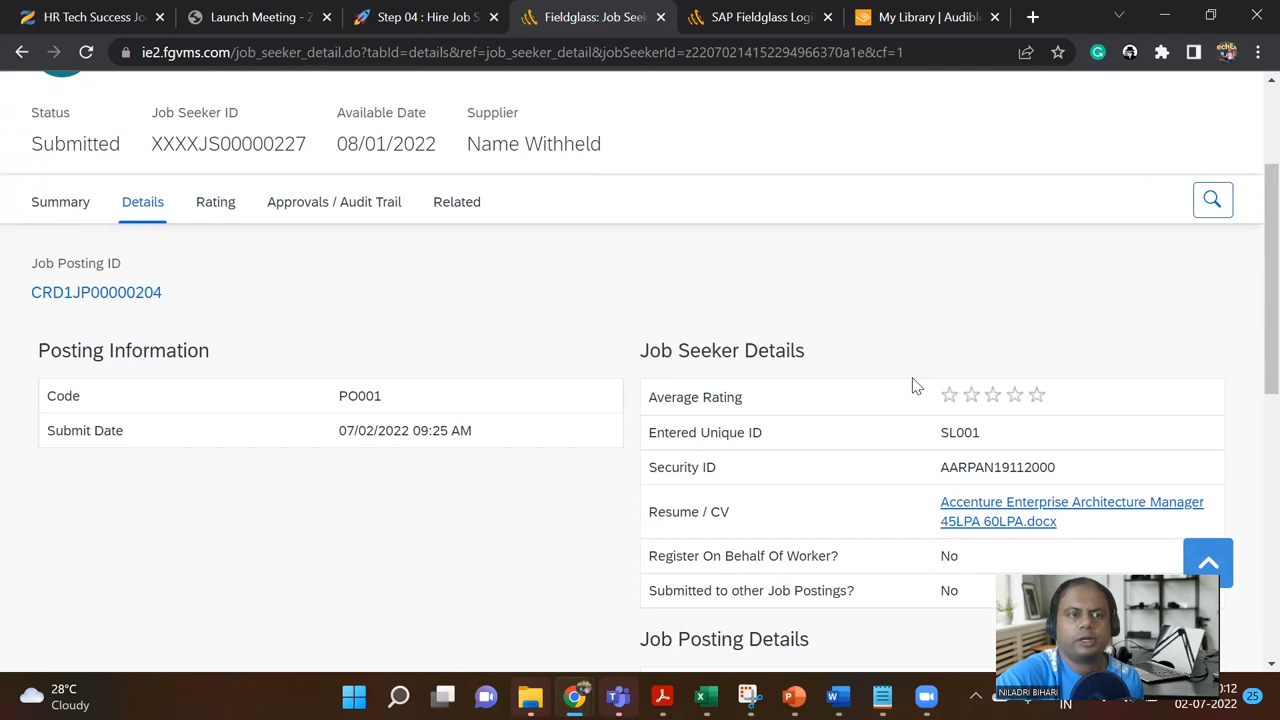 HR Tech Success Jo
Launch Meeting - Z
Step 04 : Hire Job S
Fieldglass: Job See
SAP Fieldglass Logi
My Library | Audibl
ie2.fgvms.com/job_seeker_detail.do?tabId=details&ref=job_seeker_detail&jobSeekerId=z22070214152294966370a1e&cf=1
Status
Job Seeker ID
Available Date
Supplier
Submitted
XXXXJS00000227
08/01/2022
Name Withheld
Summary
Details
Rating
Approvals / Audit Trail
Related
Job Posting ID
CRD1JP00000204
Posting Information
Code PO001
Submit Date 07/02/2022 09:25 AM
Job Seeker Details
Average Rating
Entered Unique ID SL001
Security ID AARPAN19112000
Resume / CV Accenture Enterprise Architecture Manager
45LPA 60LPA.docx
Register On Behalf Of Worker? No
Submitted to other Job Postings? No
Job Posting Details
NILADRI BIHARI
28°C
Cloudy
IN
0:12
02-07-2022
25